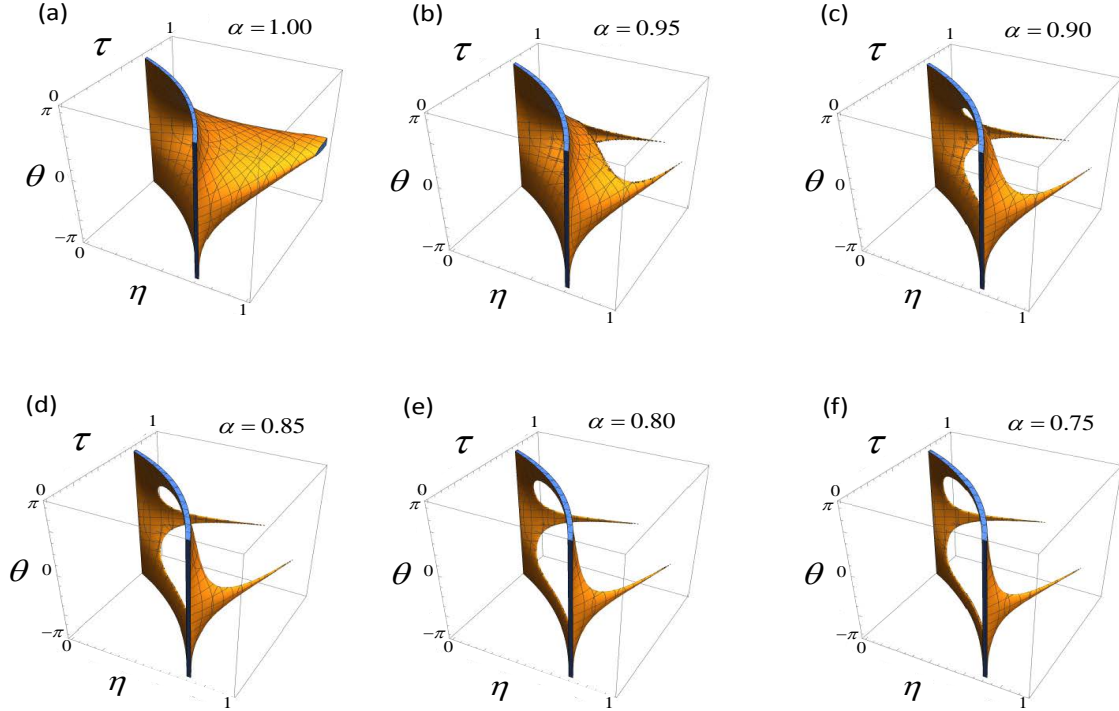 (a)
α = 1.00
τ
1
0
π
θ
0
−π
0
η
1
(b)
α = 0.95
τ
1
0
π
θ
0
−π
0
η
1
(c)
α = 0.90
τ
1
0
π
θ
0
−π
0
η
1
(d)
α = 0.85
τ
1
0
π
θ
0
−π
0
η
1
(e)
α = 0.80
τ
1
0
π
θ
0
−π
0
η
1
(f)
α = 0.75
τ
1
0
π
θ
0
−π
0
η
1